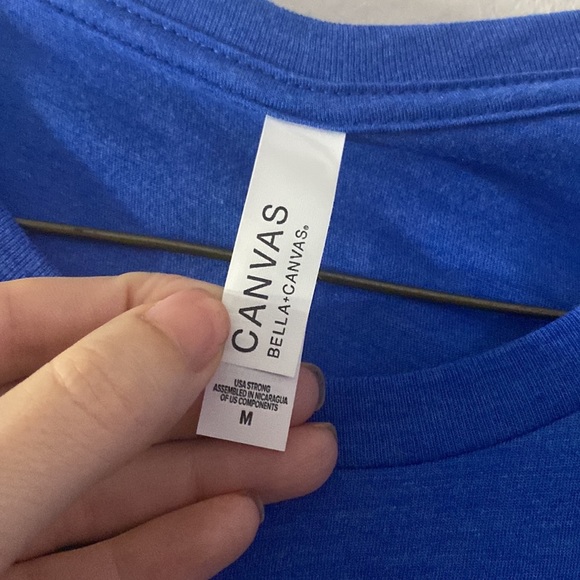 CANVAS
BELLA+CANVAS®
USA STRONG
ASSEMBLED IN NICARAGUA
OF US COMPONENTS
M